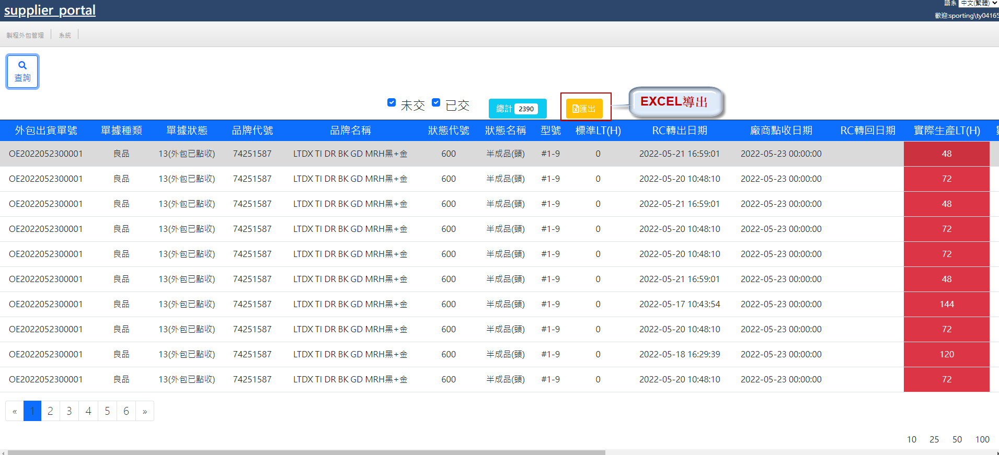 supplier portal
語系 中文(繁體)
歡迎:sporting\ty04165
製程外包管理 系統
查詢
未交 已交 總計 2390 匯出 EXCEL導出
外包出貨單號 單據種類 單據狀態 品牌代號 品牌名稱 狀態代號 狀態名稱 型號 標準LT(H) RC轉出日期 廠商點收日期 RC轉回日期 實際生產LT(H)
OE2022052300001 良品 13(外包已點收) 74251587 LTDX TI DR BK GD MRH黑+金 600 半成品(頭) #1-9 0 2022-05-21 16:59:01 2022-05-23 00:00:00 48
OE2022052300001 良品 13(外包已點收) 74251587 LTDX TI DR BK GD MRH黑+金 600 半成品(頭) #1-9 0 2022-05-20 10:48:10 2022-05-23 00:00:00 72
OE2022052300001 良品 13(外包已點收) 74251587 LTDX TI DR BK GD MRH黑+金 600 半成品(頭) #1-9 0 2022-05-21 16:59:01 2022-05-23 00:00:00 48
OE2022052300001 良品 13(外包已點收) 74251587 LTDX TI DR BK GD MRH黑+金 600 半成品(頭) #1-9 0 2022-05-20 10:48:10 2022-05-23 00:00:00 72
OE2022052300001 良品 13(外包已點收) 74251587 LTDX TI DR BK GD MRH黑+金 600 半成品(頭) #1-9 0 2022-05-20 10:48:10 2022-05-23 00:00:00 72
OE2022052300001 良品 13(外包已點收) 74251587 LTDX TI DR BK GD MRH黑+金 600 半成品(頭) #1-9 0 2022-05-21 16:59:01 2022-05-23 00:00:00 48
OE2022052300001 良品 13(外包已點收) 74251587 LTDX TI DR BK GD MRH黑+金 600 半成品(頭) #1-9 0 2022-05-17 10:43:54 2022-05-23 00:00:00 144
OE2022052300001 良品 13(外包已點收) 74251587 LTDX TI DR BK GD MRH黑+金 600 半成品(頭) #1-9 0 2022-05-20 10:48:10 2022-05-23 00:00:00 72
OE2022052300001 良品 13(外包已點收) 74251587 LTDX TI DR BK GD MRH黑+金 600 半成品(頭) #1-9 0 2022-05-18 16:29:39 2022-05-23 00:00:00 120
OE2022052300001 良品 13(外包已點收) 74251587 LTDX TI DR BK GD MRH黑+金 600 半成品(頭) #1-9 0 2022-05-20 10:48:10 2022-05-23 00:00:00 72
« 1 2 3 4 5 6 »
10 25 50 100